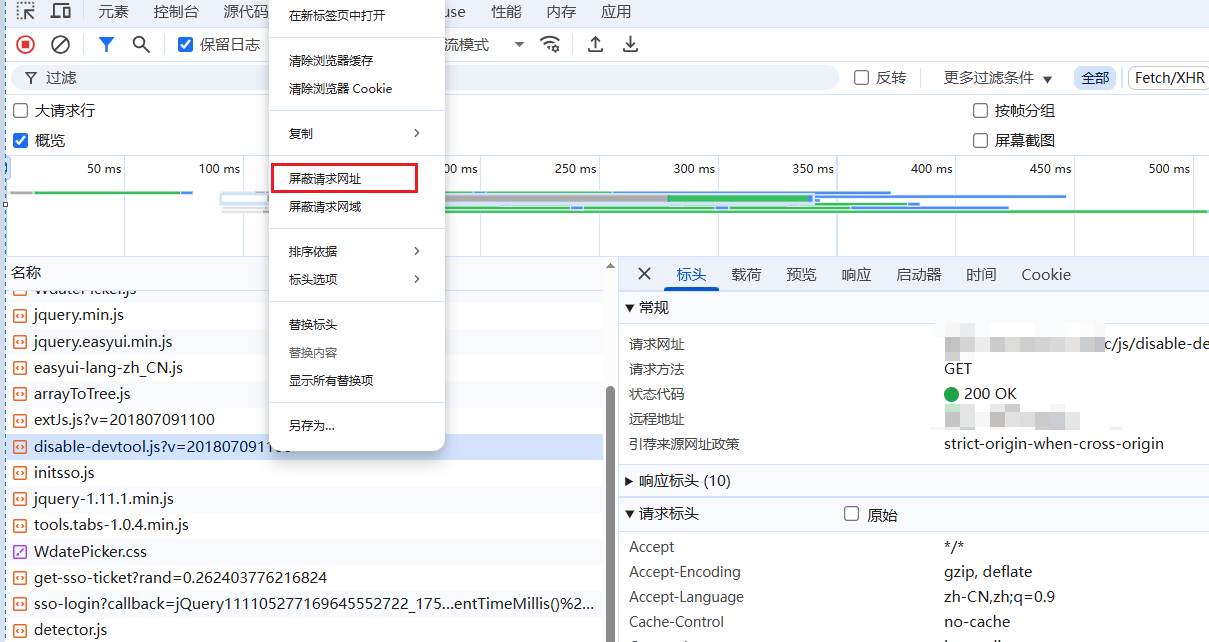 元素 控制台 源代码 use 性能 内存 应用
在新标签页中打开
保留日志 流模式
清除浏览器缓存
清除浏览器 Cookie
过滤 反转 更多过滤条件 全部 Fetch/XHR
大请求行 按帧分组
复制
概览 屏幕截图
50 ms 100 ms 00 ms 250 ms 300 ms 350 ms 400 ms 450 ms 500 ms
屏蔽请求网址
屏蔽请求网域
排序依据
标头选项
替换标头
替换内容
显示所有替换项
另存为...
名称
WdatePicker.js
jquery.min.js
jquery.easyui.min.js
easyui-lang-zh_CN.js
arrayToTree.js
extJs.js?v=201807091100
disable-devtool.js?v=201807091100
initsso.js
jquery-1.11.1.min.js
tools.tabs-1.0.4.min.js
WdatePicker.css
get-sso-ticket?rand=0.262403776216824
sso-login?callback=jQuery111105277169645552722_175...entTimeMillis()%2...
detector.js
标头 载荷 预览 响应 启动器 时间 Cookie
常规
请求网址 c/js/disable-de
请求方法 GET
状态代码 200 OK
远程地址
引荐来源网址政策 strict-origin-when-cross-origin
响应标头 (10)
请求标头 原始
Accept */*
Accept-Encoding gzip, deflate
Accept-Language zh-CN,zh;q=0.9
Cache-Control no-cache